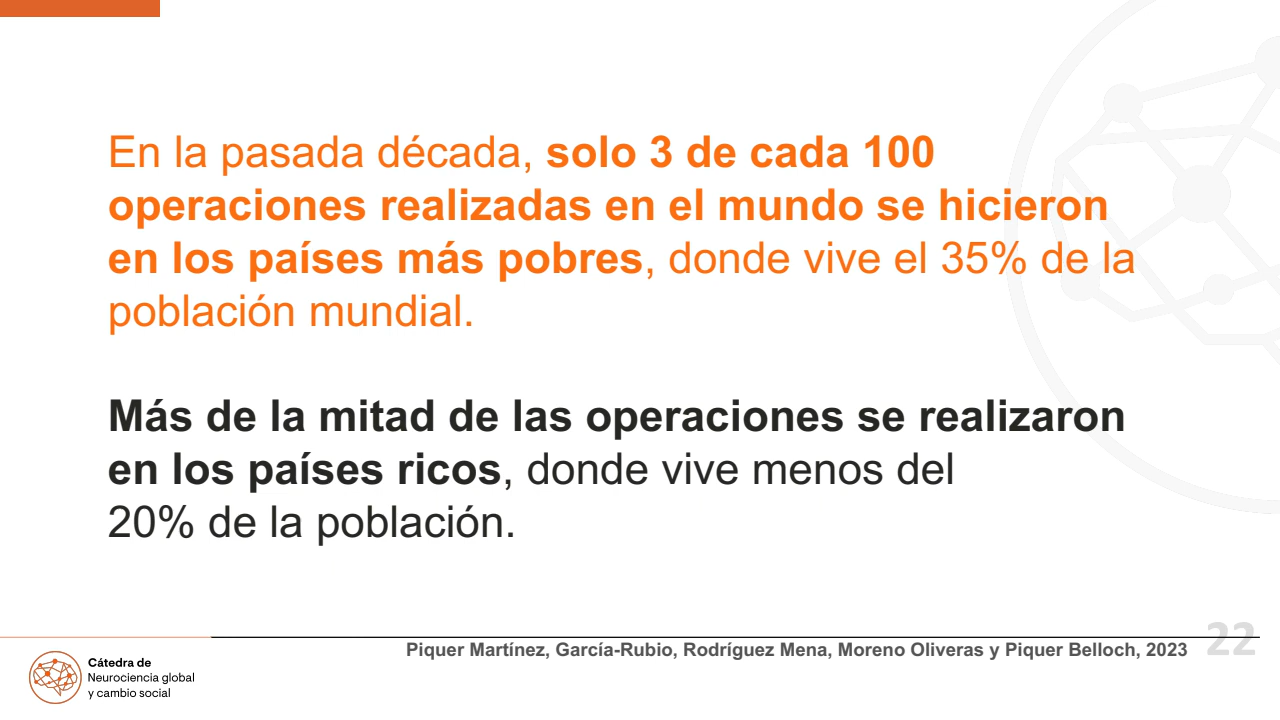 En la pasada década, solo 3 de cada 100
operaciones realizadas en el mundo se hicieron
en los países más pobres, donde vive el 35% de la
población mundial.
Más de la mitad de las operaciones se realizaron
en los países ricos, donde vive menos del
20% de la población.
Piquer Martínez, García-Rubio, Rodríguez Mena, Moreno Oliveras y Piquer Belloch, 2023
22
Cátedra de
Neurociencia global
y cambio social